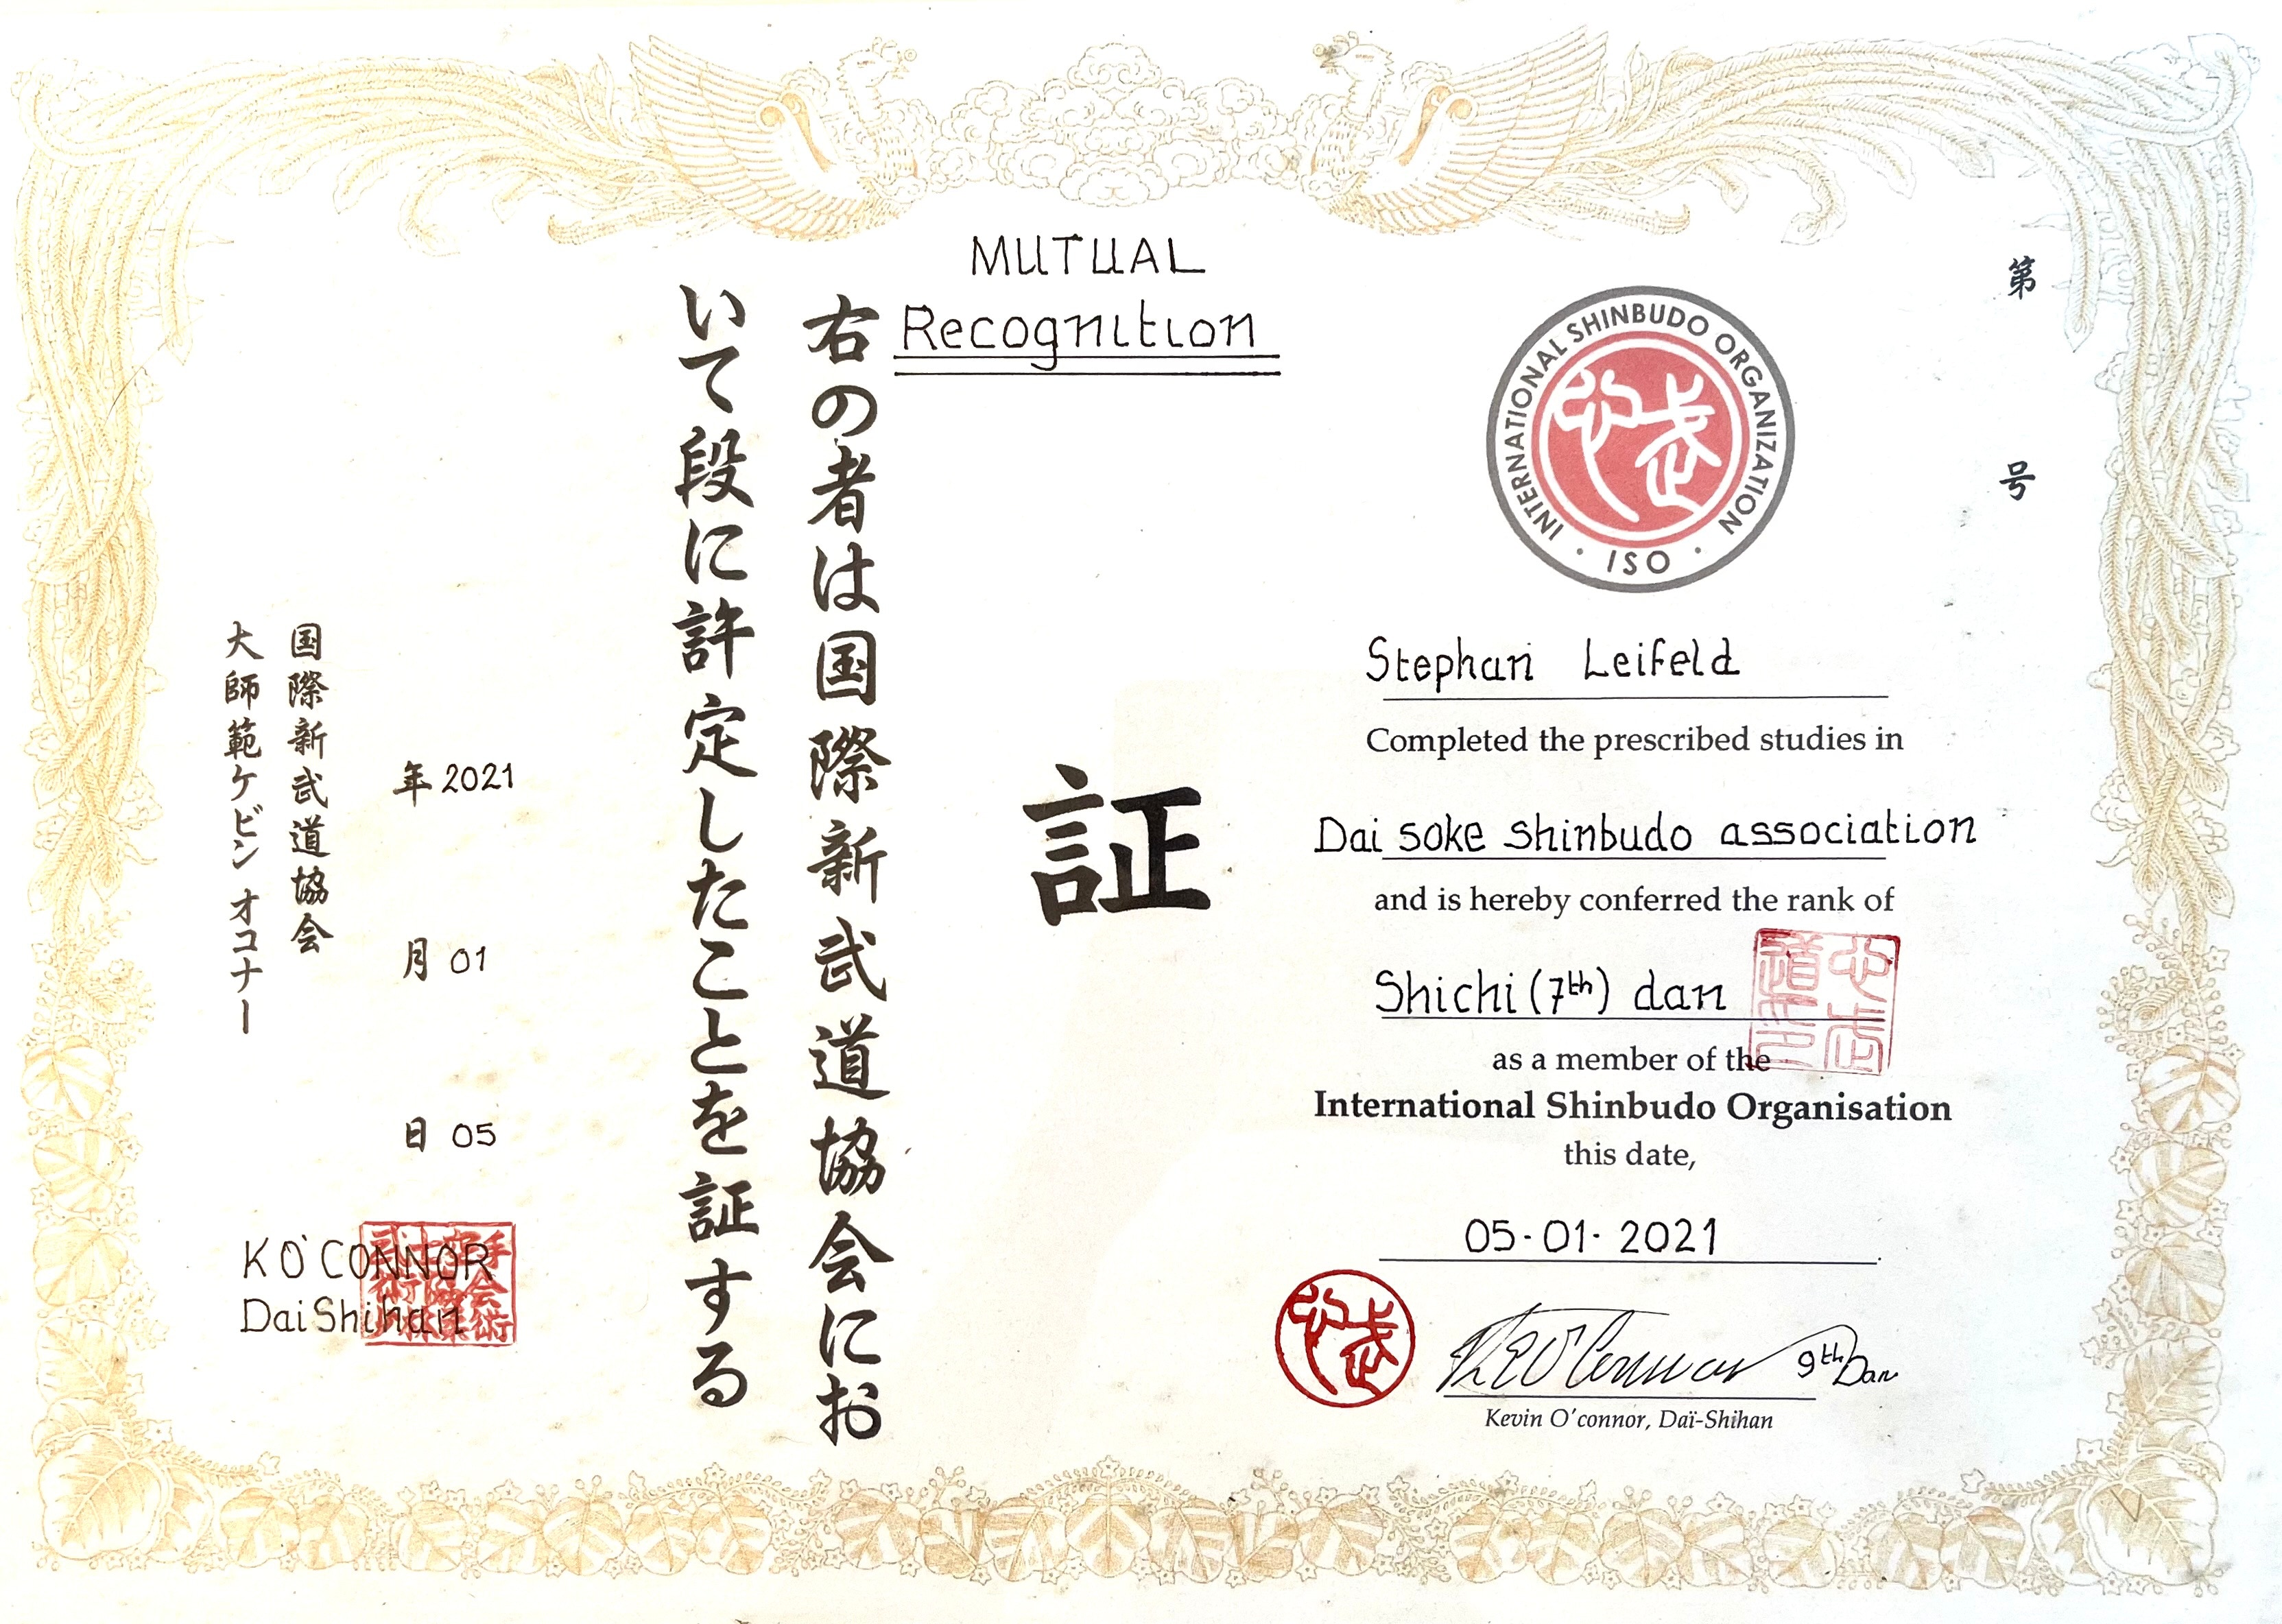 MUTUAL
Recognition
第 号
INTERNATIONAL SHINBUDO ORGANIZATION
· ISO ·
Stephan Leifeld
Completed the prescribed studies in
Dai soke shinbudo association
and is hereby conferred the rank of
Shichi (7th) dan
as a member of the
International Shinbudo Organisation
this date,
05-01-2021
9th Dan
Kevin O'connor, Daï-Shihan
証
右の者は国際新武道協会にお
いて段に許定したことを証する
年 2021
月 01
日 05
国際新武道協会
大師範ケビン オコナー
K O'CONNOR
Dai Shihan